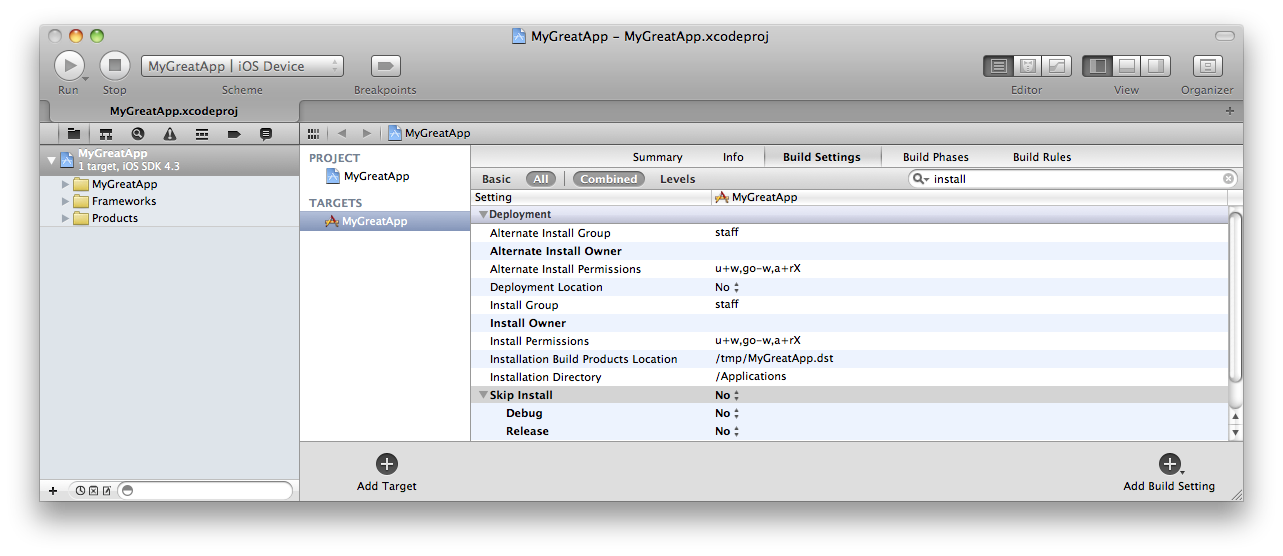 MyGreatApp – MyGreatApp.xcodeproj
MyGreatApp | iOS Device
Run Stop Scheme Breakpoints Editor View Organizer
MyGreatApp.xcodeproj
MyGreatApp
MyGreatApp
1 target, iOS SDK 4.3
MyGreatApp
Frameworks
Products
PROJECT
MyGreatApp
TARGETS
MyGreatApp
Summary Info Build Settings Build Phases Build Rules
Basic All Combined Levels install
Setting MyGreatApp
Deployment
Alternate Install Group staff
Alternate Install Owner
Alternate Install Permissions u+w,go-w,a+rX
Deployment Location No
Install Group staff
Install Owner
Install Permissions u+w,go-w,a+rX
Installation Build Products Location /tmp/MyGreatApp.dst
Installation Directory /Applications
Skip Install No
Debug No
Release No
Add Target
Add Build Setting